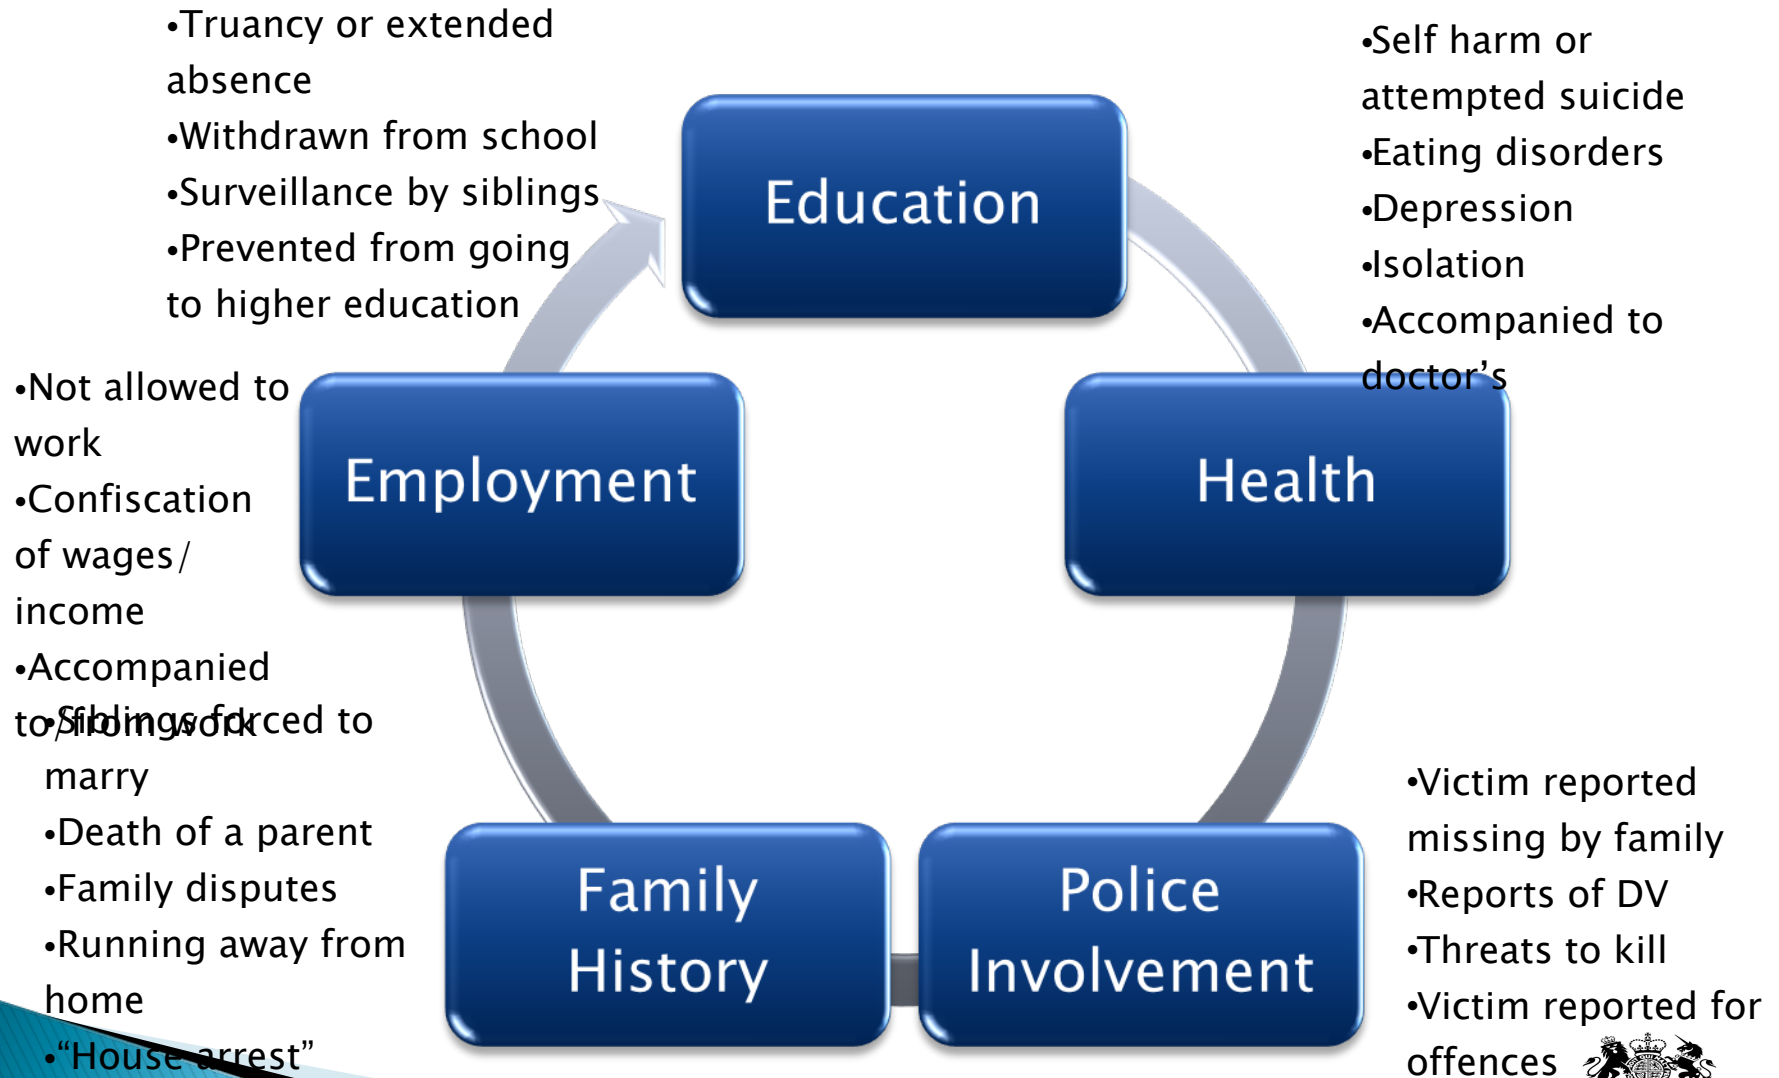 •Truancy or extended
absence
•Withdrawn from school
•Surveillance by siblings
•Prevented from going
to higher education
•Self harm or
attempted suicide
•Eating disorders
•Depression
•Isolation
•Accompanied to
doctor's
Education
•Not allowed to
work
•Confiscation
of wages/
income
•Accompanied
to/from work
Employment
Health
•Siblings forced to
marry
•Death of a parent
•Family disputes
•Running away from
home
•“House arrest”
Family
History
Police
Involvement
•Victim reported
missing by family
•Reports of DV
•Threats to kill
•Victim reported for
offences